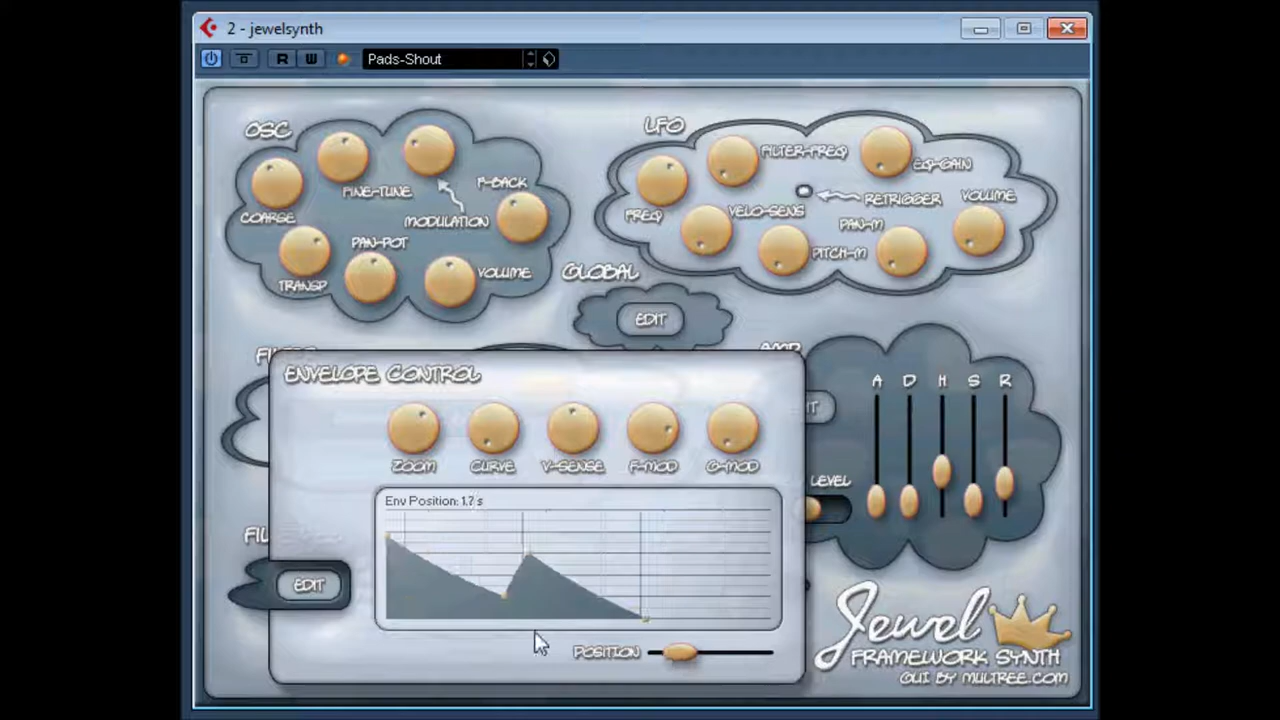 2 - jewelsynth
R W Pads-Shout
OSC
COARSE
FINE-TUNE
F-BACK
MODULATION
PAN-POT
TRANSP
VOLUME
LFO
FILTER-FREQ
EQ-GAIN
RETRIGGER
VOLUME
FREQ
VELO-SENS
PAN-M
PITCH-M
GLOBAL
EDIT
ENVELOPE CONTROL
ZOOM CURVE V-SENSE F-MOD G-MOD
Env Position: 1.7 s
POSITION
EDIT
A D H S R
LEVEL
Jewel
FRAMEWORK SYNTH
GUI BY MULTREE.COM